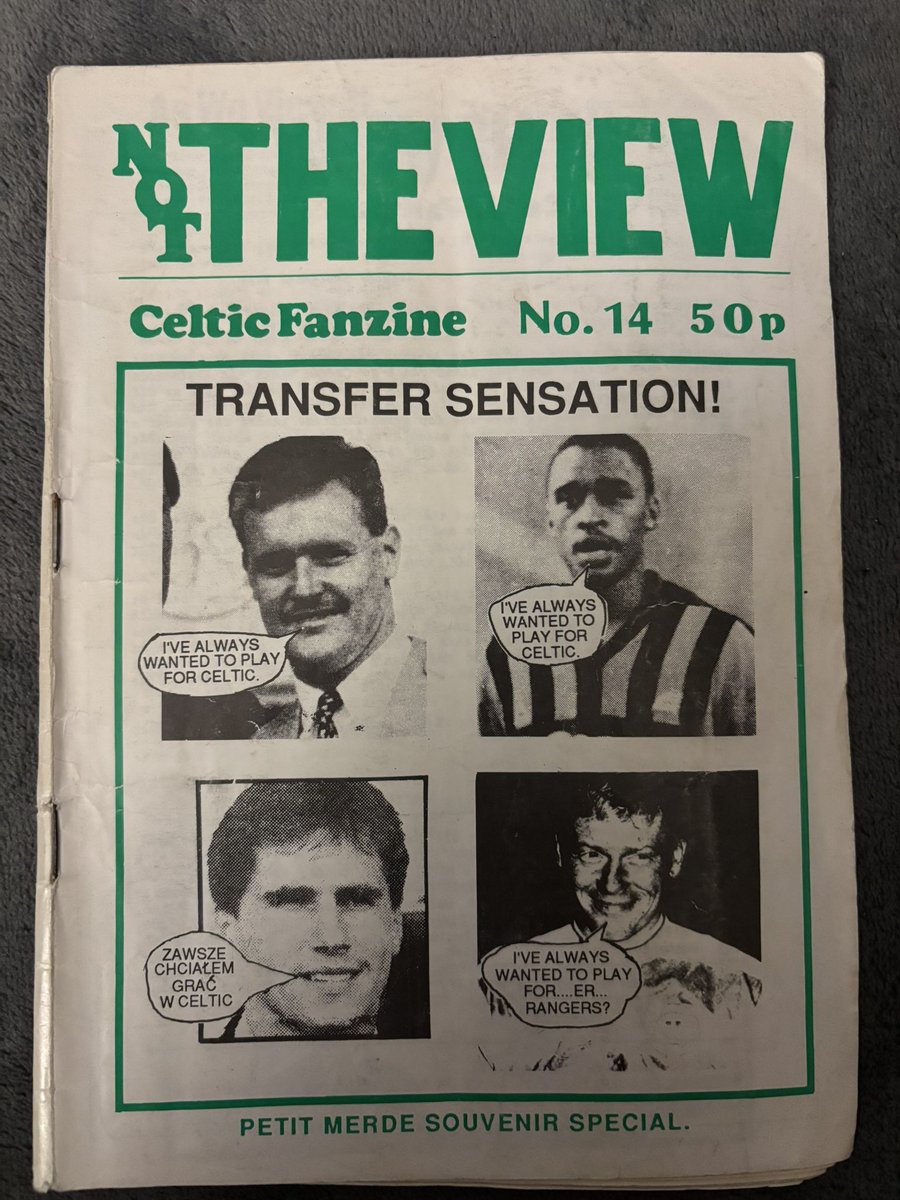 NOT THE VIEW
Celtic Fanzine No. 14 50p
TRANSFER SENSATION!
I'VE ALWAYS
WANTED TO PLAY
FOR CELTIC.
I'VE ALWAYS
WANTED TO
PLAY FOR
CELTIC.
ZAWSZE
CHCIAŁEM
GRAĆ
W CELTIC
I'VE ALWAYS
WANTED TO PLAY
FOR....ER...
RANGERS?
PETIT MERDE SOUVENIR SPECIAL.